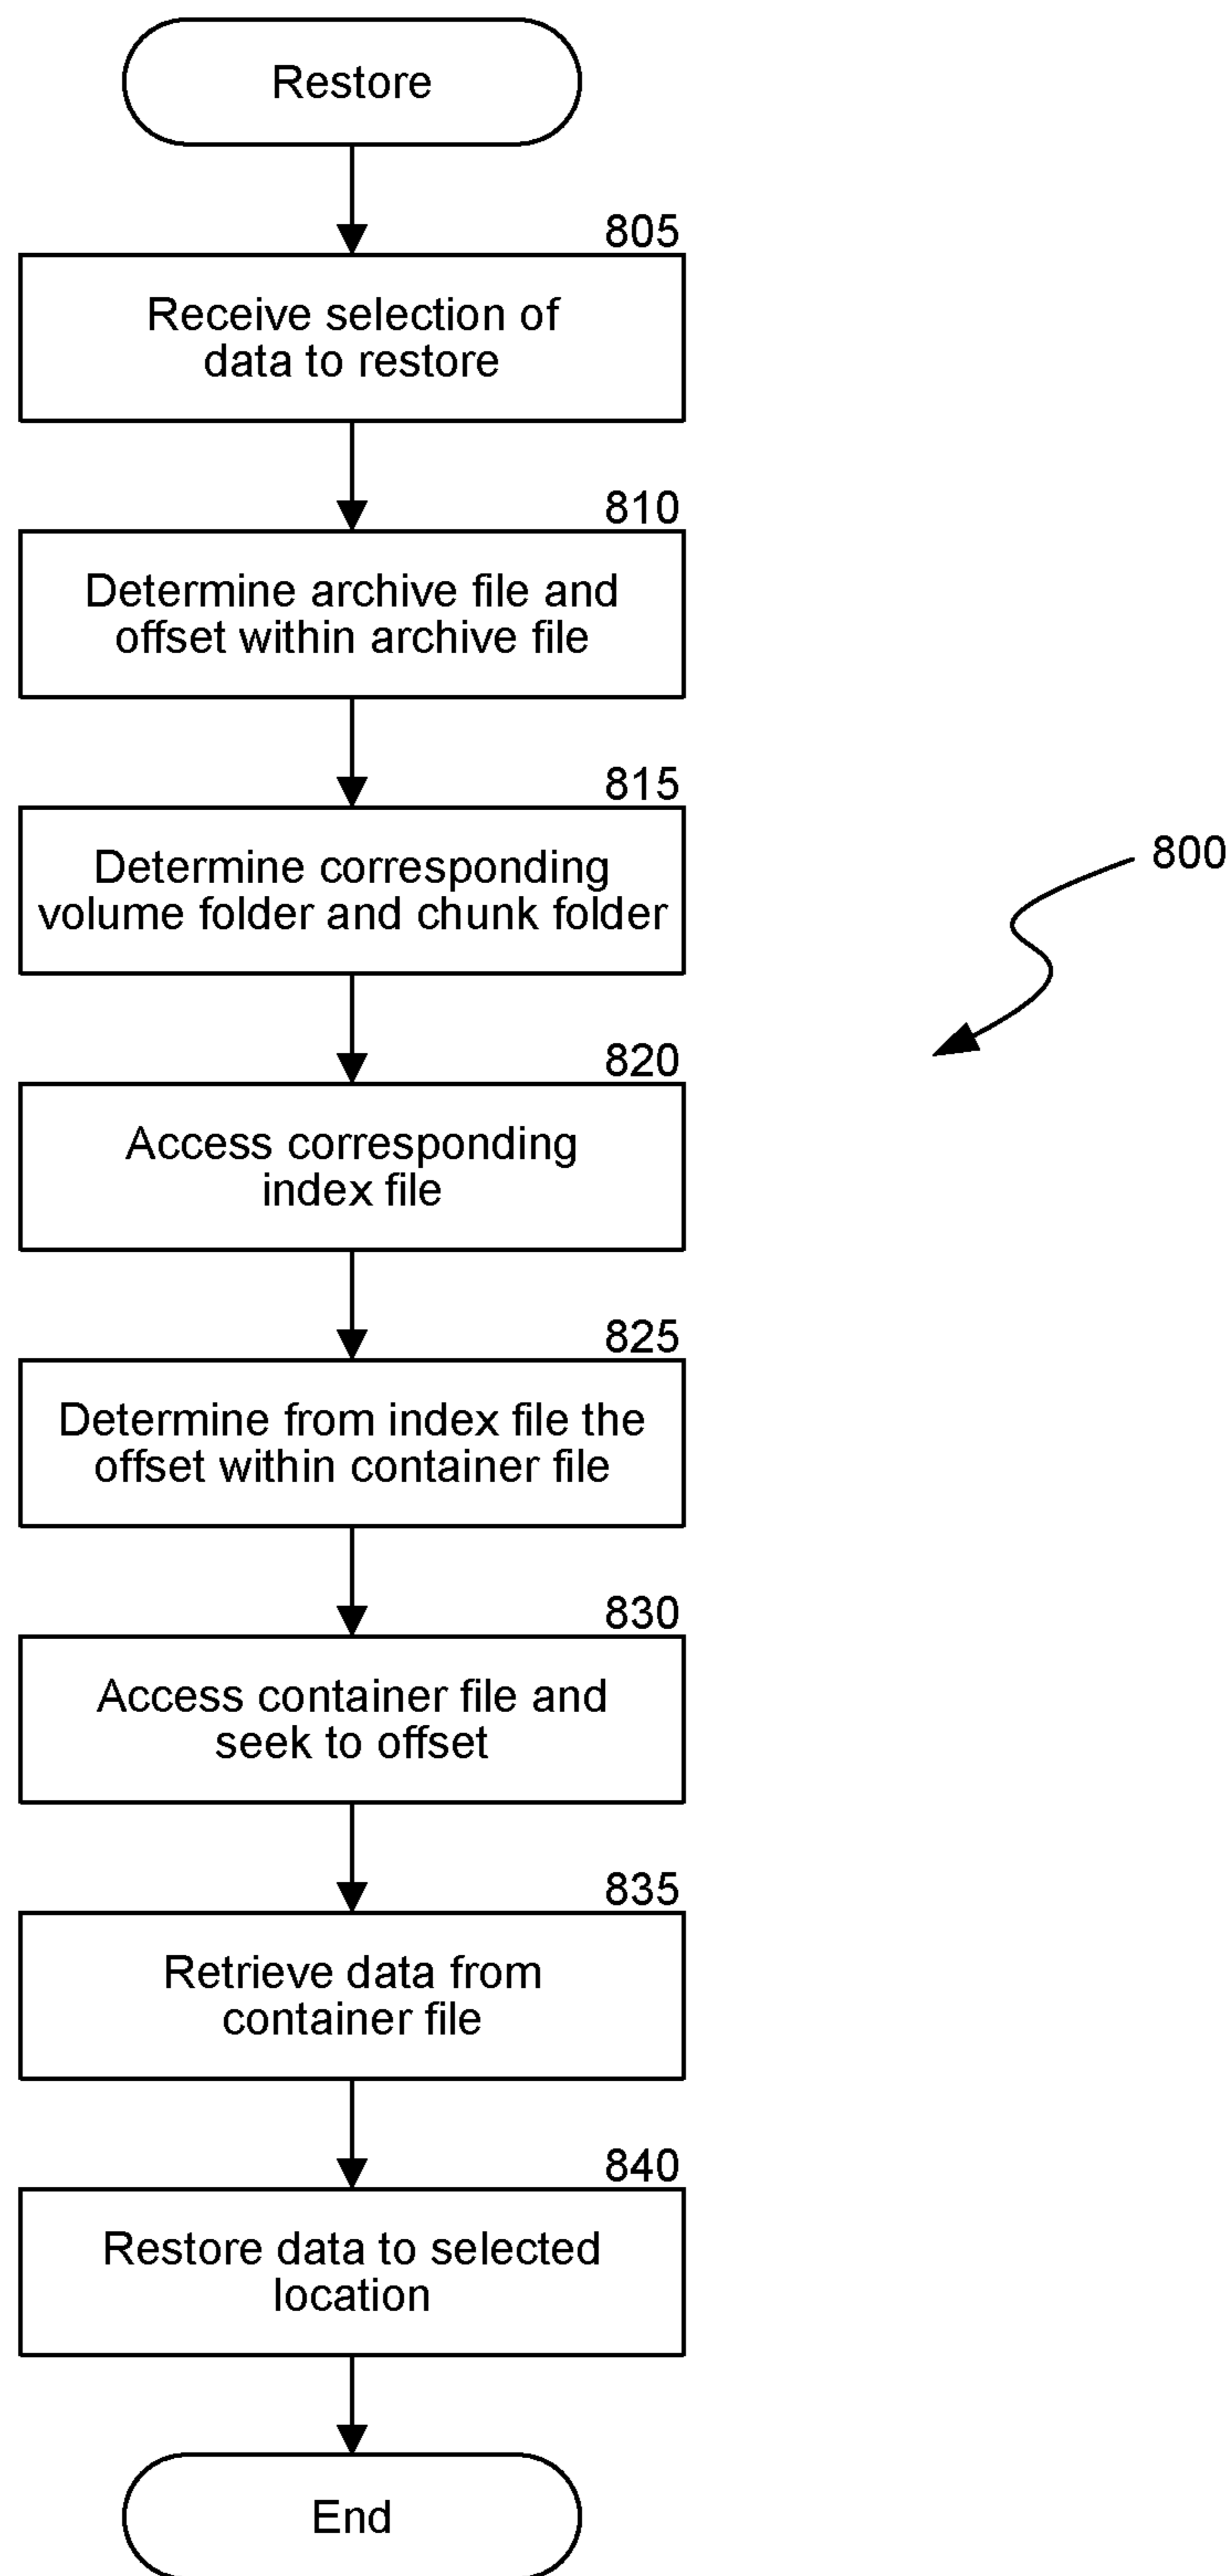 Restore
805
Receive selection of
data to restore
810
Determine archive file and
offset within archive file
815
Determine corresponding
volume folder and chunk folder
800
820
Access corresponding
index file
825
Determine from index file the
offset within container file
830
Access container file and
seek to offset
835
Retrieve data from
container file
840
Restore data to selected
location
End